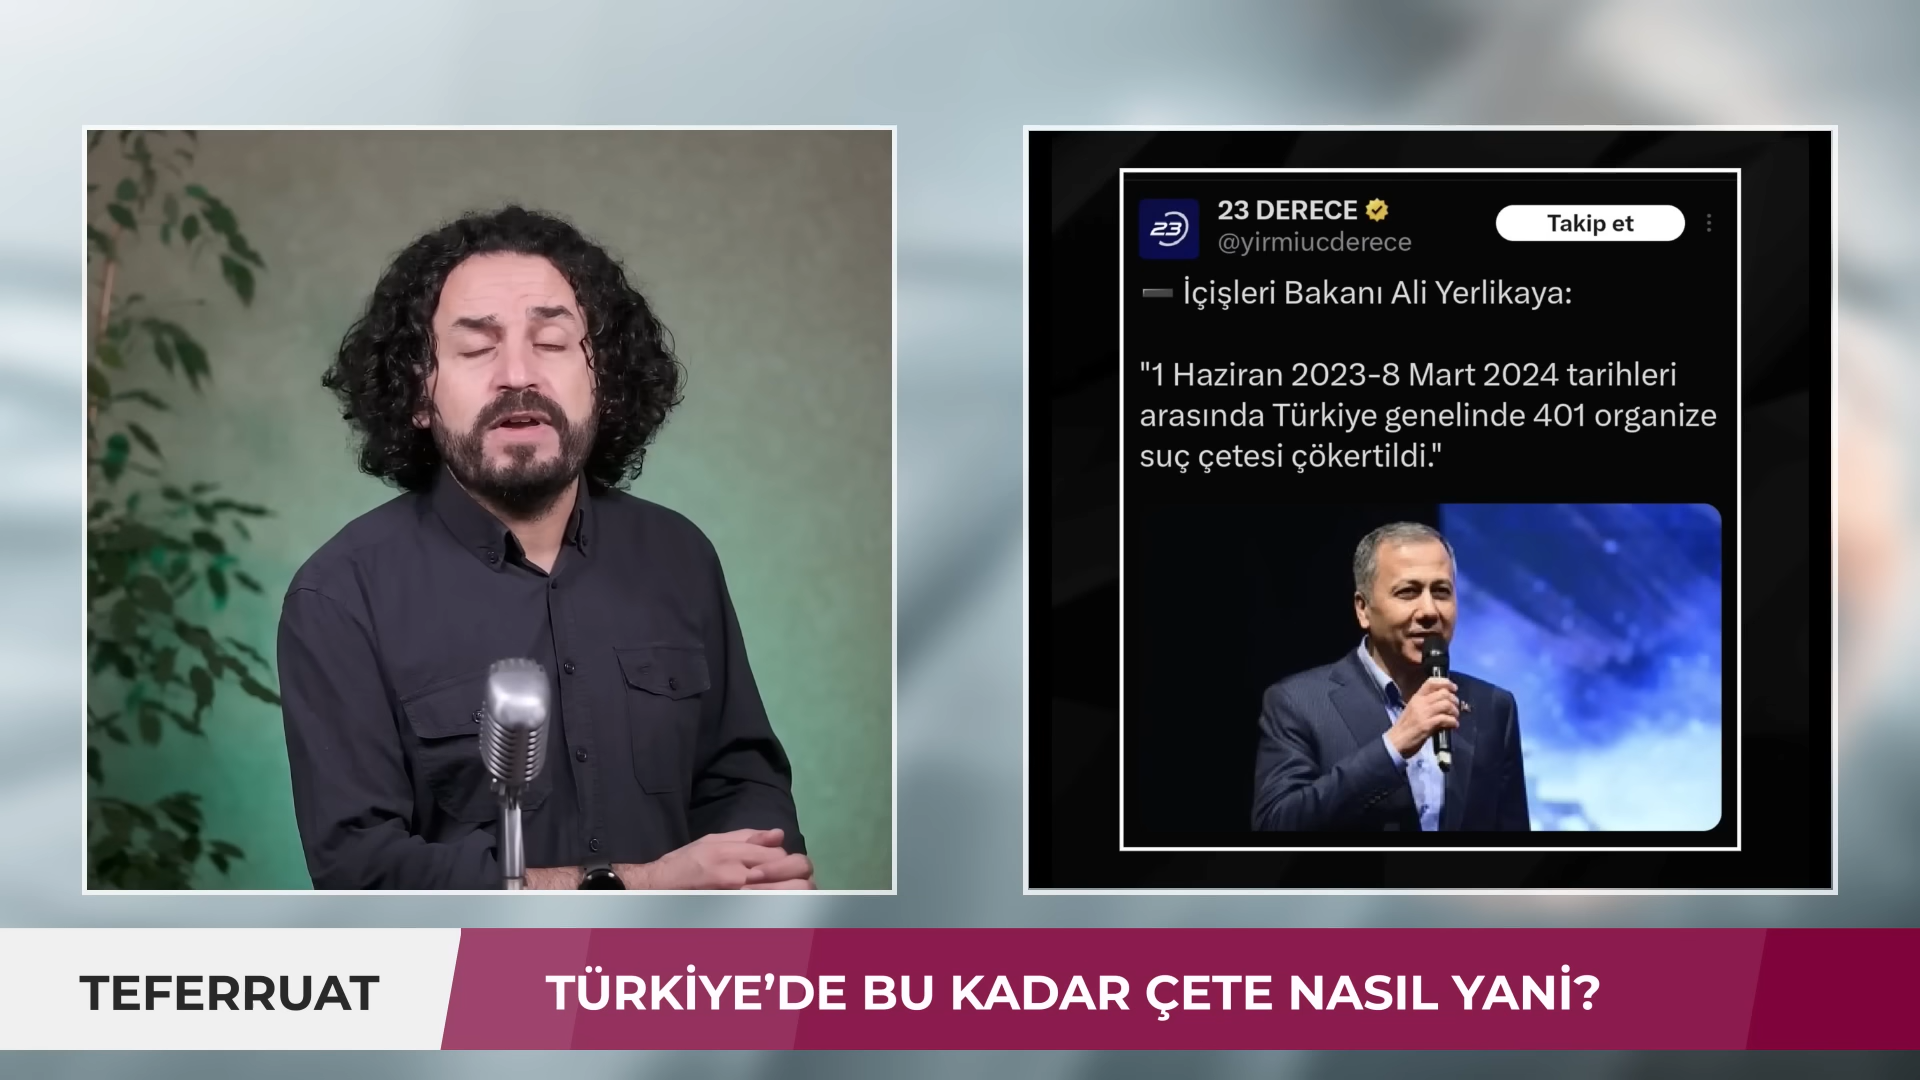 23
23 DERECE
@yirmiucderece
Takip et
➖ İçişleri Bakanı Ali Yerlikaya:
"1 Haziran 2023-8 Mart 2024 tarihleri
arasında Türkiye genelinde 401 organize
suç çetesi çökertildi."
TEFERRUAT
TÜRKİYE’DE BU KADAR ÇETE NASIL YANİ?